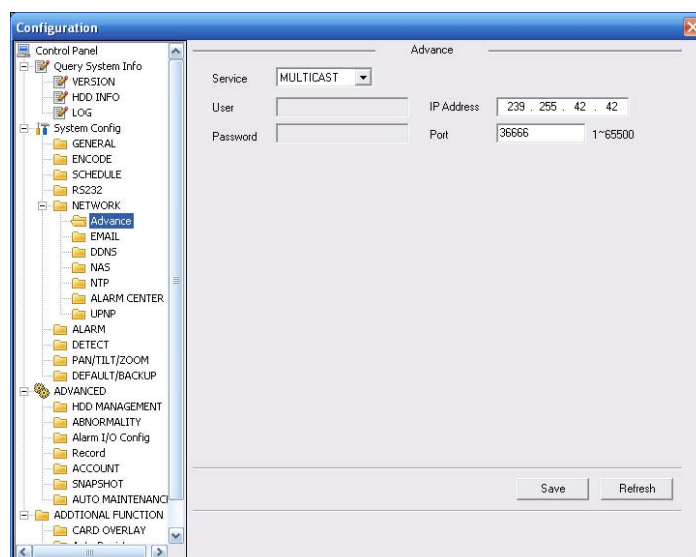 Configuration
Control Panel
Query System Info
VERSION
HDD INFO
LOG
System Config
GENERAL
ENCODE
SCHEDULE
RS232
NETWORK
Advance
EMAIL
DDNS
NAS
NTP
ALARM CENTER
UPNP
ALARM
DETECT
PAN/TILT/ZOOM
DEFAULT/BACKUP
ADVANCED
HDD MANAGEMENT
ABNORMALITY
Alarm I/O Config
Record
ACCOUNT
SNAPSHOT
AUTO MAINTENANC
ADDTIONAL FUNCTION
CARD OVERLAY
Advance
Service MULTICAST
User IP Address 239 . 255 . 42 . 42
Password Port 36666 1~65500
Save Refresh